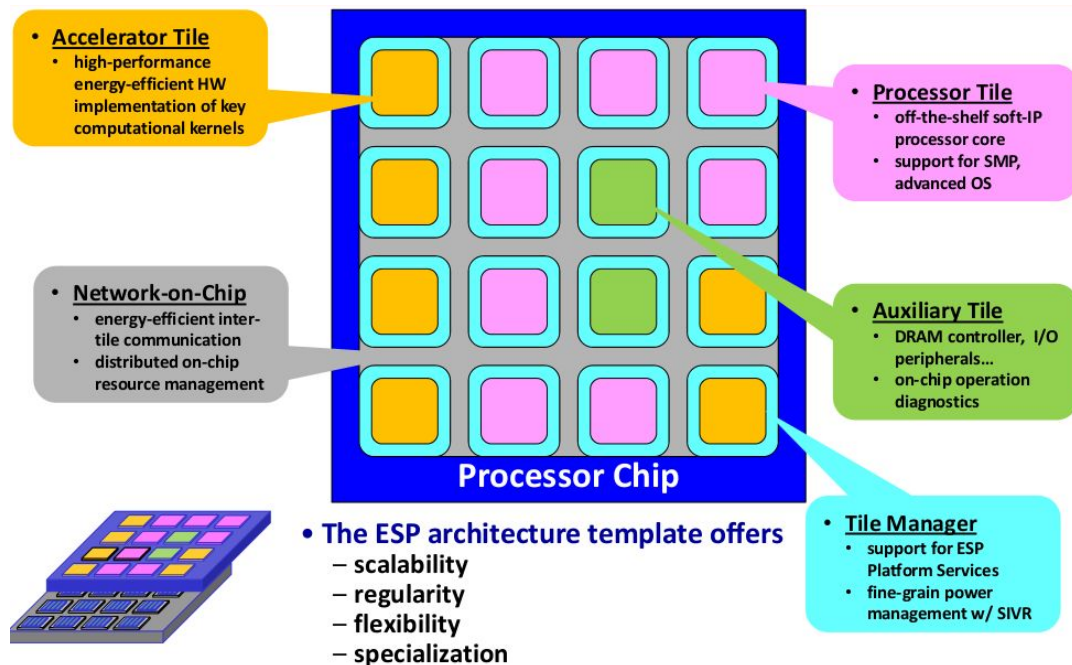 • Accelerator Tile
• high-performance
energy-efficient HW
implementation of key
computational kernels
• Processor Tile
• off-the-shelf soft-IP
processor core
• support for SMP,
advanced OS
• Network-on-Chip
• energy-efficient inter-
tile communication
• distributed on-chip
resource management
• Auxiliary Tile
• DRAM controller, I/O
peripherals...
• on-chip operation
diagnostics
Processor Chip
• Tile Manager
• support for ESP
Platform Services
• fine-grain power
management w/ SIVR
• The ESP architecture template offers
– scalability
– regularity
– flexibility
– specialization